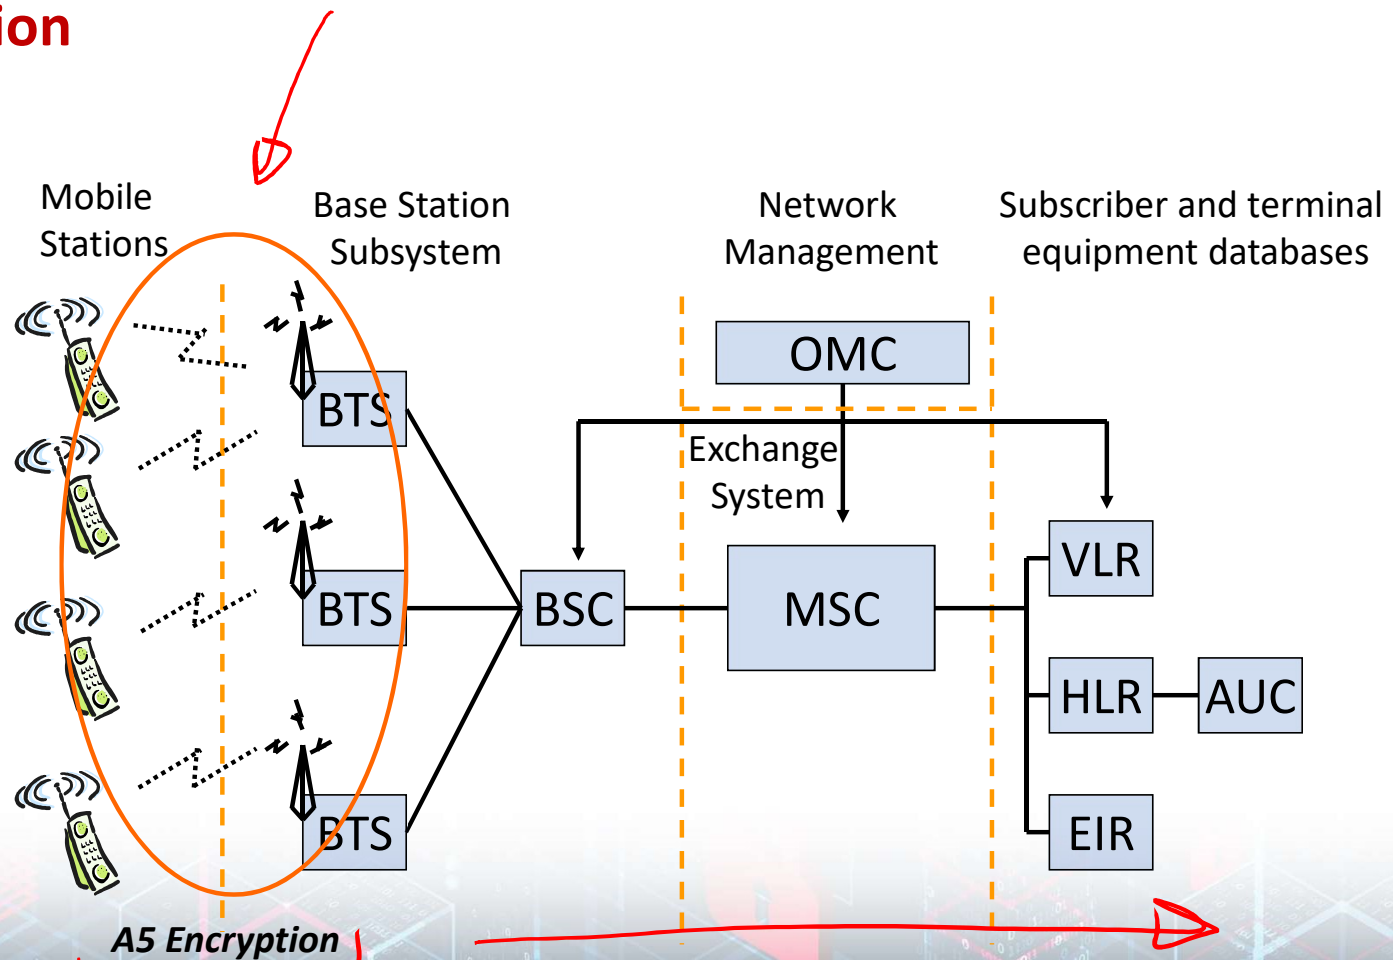 ion
Mobile
Stations
Base Station
Subsystem
Network
Management
Subscriber and terminal
equipment databases
OMC
BTS
Exchange
System
VLR
BTS
BSC
MSC
HLR
AUC
BTS
EIR
A5 Encryption